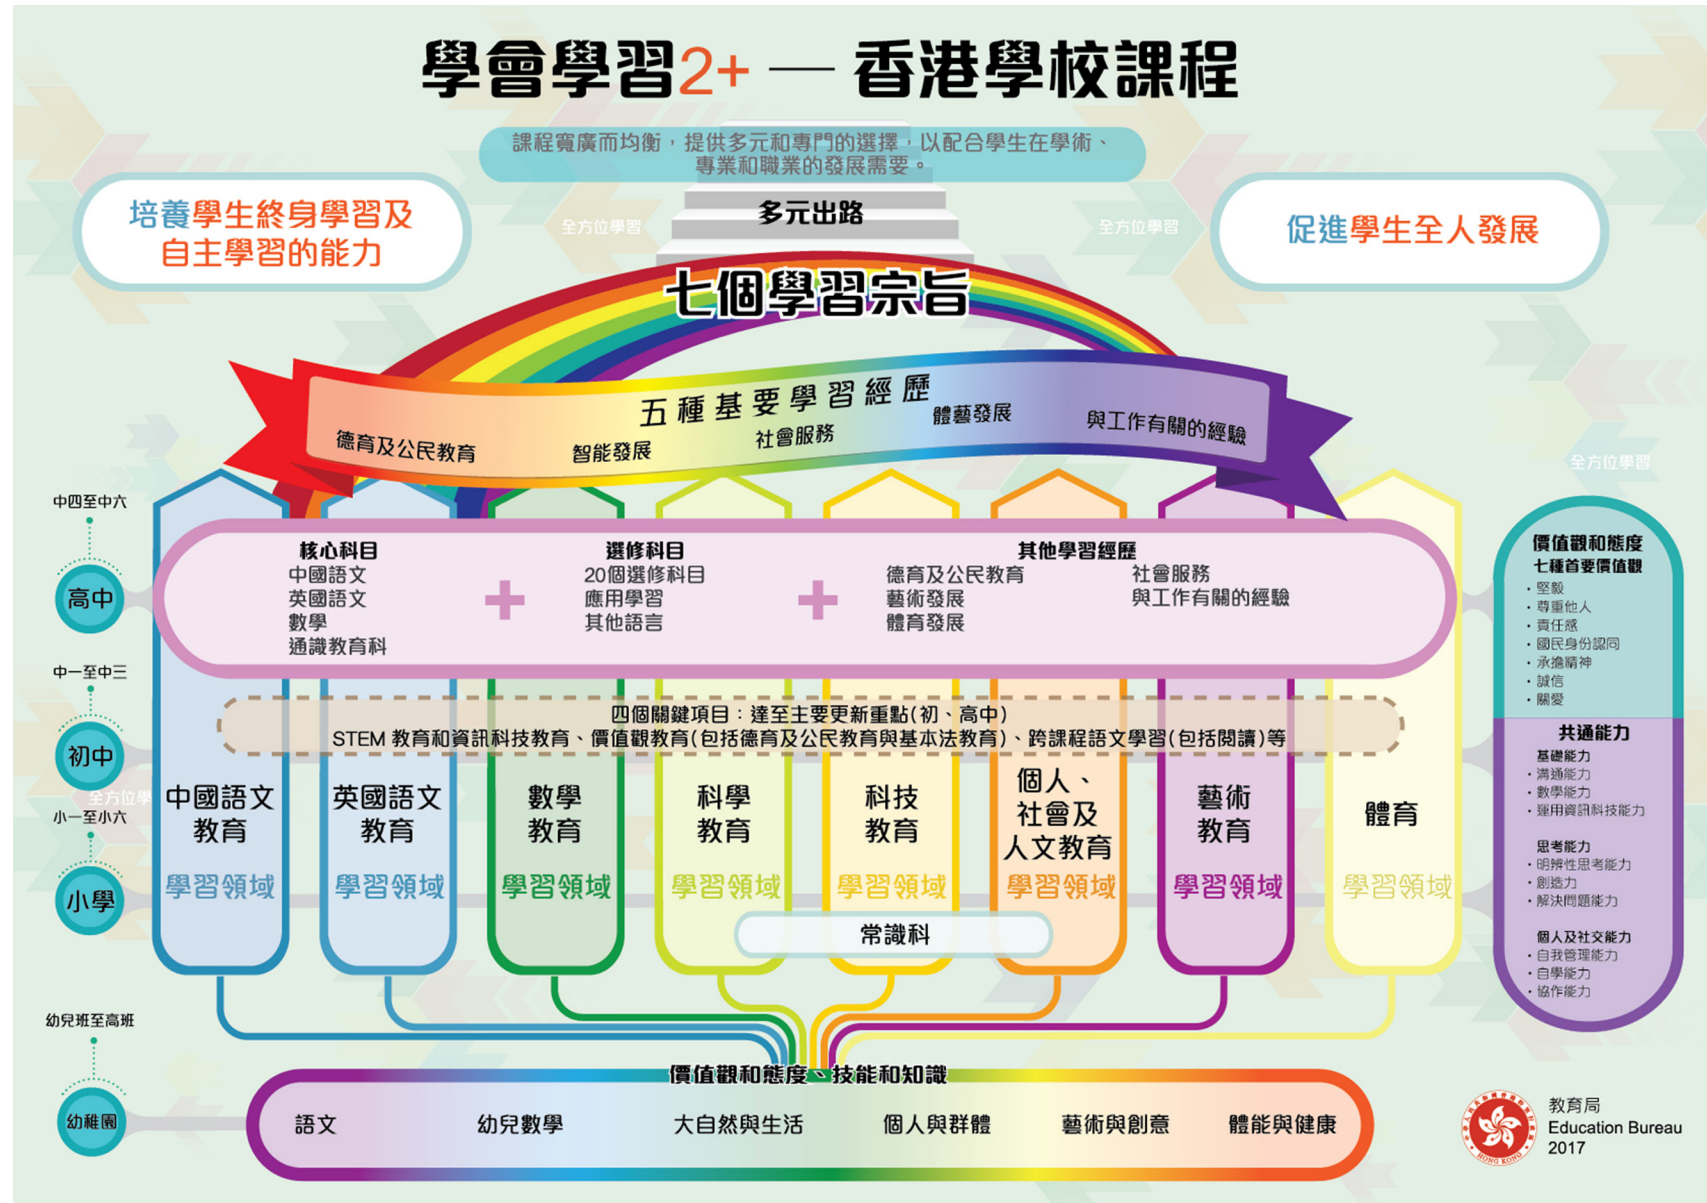 學會學習2+ — 香港學校課程
課程寬廣而均衡，提供多元和專門的選擇，以配合學生在學術、
專業和職業的發展需要。
培養學生終身學習及
自主學習的能力
促進學生全人發展
全方位學習
全方位學習
多元出路
七個學習宗旨
五種基要學習經歷
德育及公民教育
智能發展
社會服務
體藝發展
與工作有關的經驗
全方位學習
中四至中六
高中
核心科目
中國語文
英國語文
數學
通識教育科
+
選修科目
20個選修科目
應用學習
其他語言
+
其他學習經歷
德育及公民教育
藝術發展
體育發展
社會服務
與工作有關的經驗
中一至中三
初中
四個關鍵項目：達至主要更新重點(初、高中)
STEM 教育和資訊科技教育、價值觀教育(包括德育及公民教育與基本法教育)、跨課程語文學習(包括閱讀)等
全方位學
小一至小六
小學
中國語文
教育
學習領域
英國語文
教育
學習領域
數學
教育
學習領域
科學
教育
學習領域
科技
教育
學習領域
個人、
社會及
人文教育
學習領域
藝術
教育
學習領域
體育
學習領域
常識科
價值觀和態度
七種首要價值觀
・堅毅
・尊重他人
・責任感
・國民身份認同
・承擔精神
・誠信
・關愛
共通能力
基礎能力
・溝通能力
・數學能力
・運用資訊科技能力
思考能力
・明辨性思考能力
・創造力
・解決問題能力
個人及社交能力
・自我管理能力
・自學能力
・協作能力
幼兒班至高班
幼稚園
價值觀和態度、技能和知識
語文
幼兒數學
大自然與生活
個人與群體
藝術與創意
體能與健康
中華人民共和國香港特別行政區
HONG KONG
教育局
Education Bureau
2017